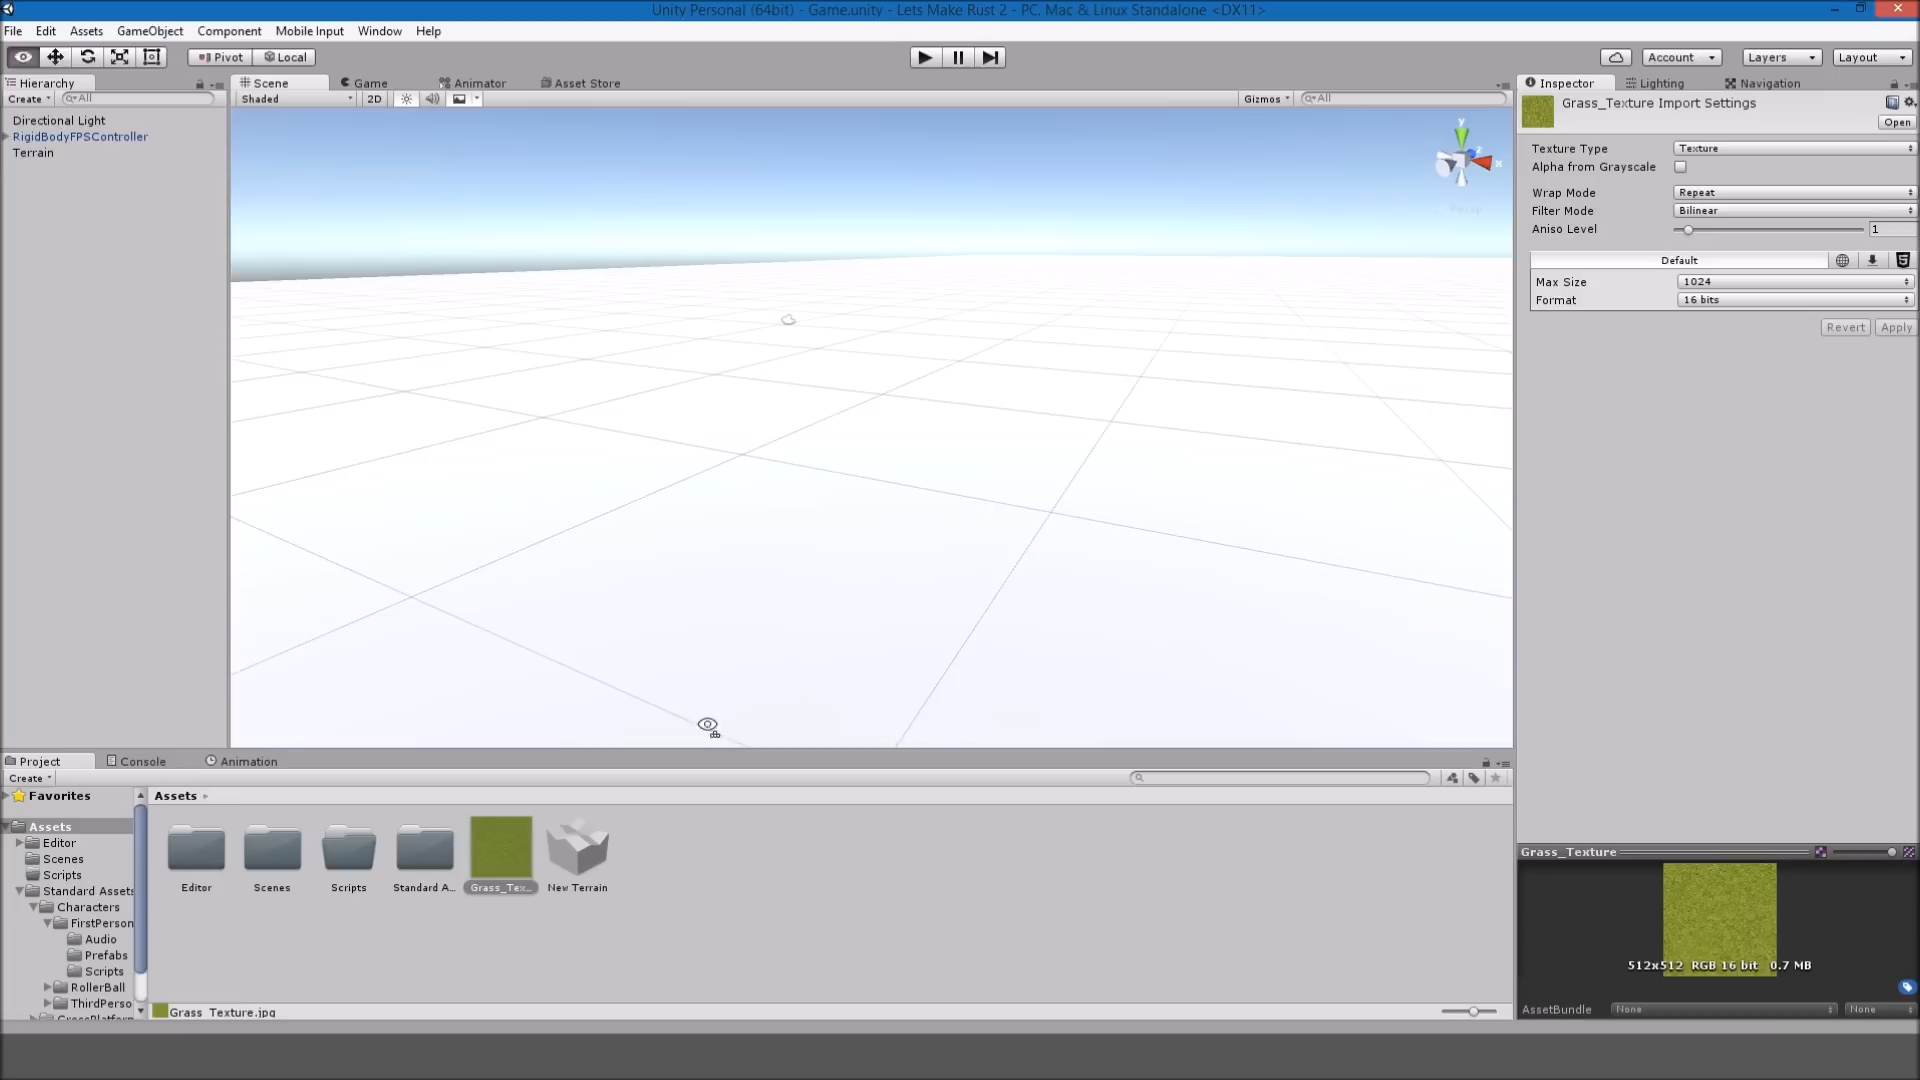 Unity Personal (64bit) - Game.unity - Lets Make Rust 2 - PC, Mac & Linux Standalone <DX11>
File Edit Assets GameObject Component Mobile Input Window Help
Pivot Local Account Layers Layout
Hierarchy Scene Game Animator Asset Store Inspector Lighting Navigation
Create All Shaded 2D Gizmos All
Grass_Texture Import Settings
Open
Directional Light
RigidBodyFPSController
Terrain
y
x
Persp
Texture Type Texture
Alpha from Grayscale
Wrap Mode Repeat
Filter Mode Bilinear
Aniso Level 1
Default
Max Size 1024
Format 16 bits
Revert Apply
Project Console Animation
Create
Favorites
Assets
Assets
Editor
Scenes
Scripts
Standard Assets
Characters
FirstPerson
Audio
Prefabs
Scripts
RollerBall
ThirdPerso
Editor Scenes Scripts Standard A... Grass_Tex... New Terrain
Grass_Texture.jpg
Grass_Texture
512x512 RGB 16 bit 0.7 MB
AssetBundle None None